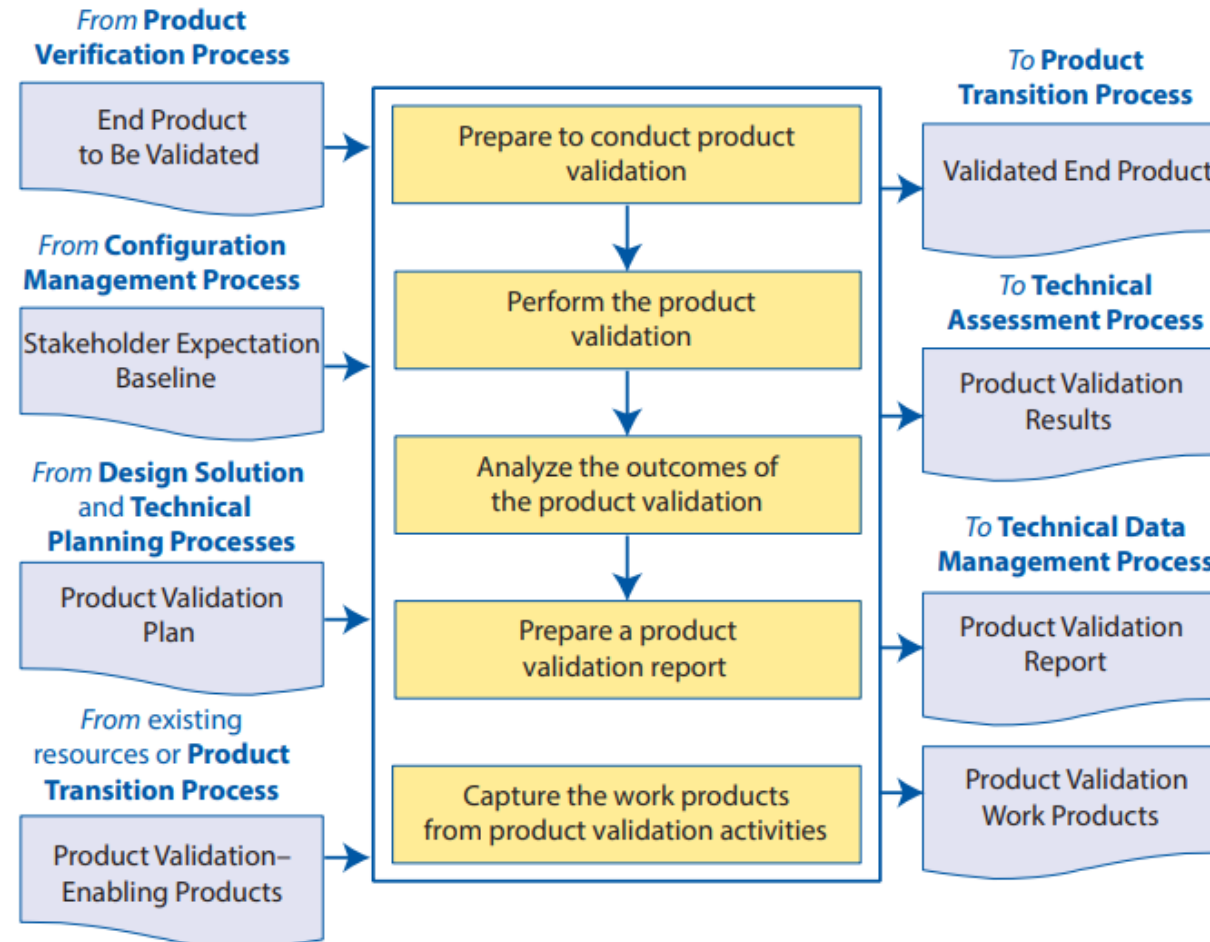 From Product
Verification Process
End Product
to Be Validated
From Configuration
Management Process
Stakeholder Expectation
Baseline
From Design Solution
and Technical
Planning Processes
Product Validation
Plan
From existing
resources or Product
Transition Process
Product Validation–
Enabling Products
Prepare to conduct product
validation
Perform the product
validation
Analyze the outcomes of
the product validation
Prepare a product
validation report
Capture the work products
from product validation activities
To Product
Transition Process
Validated End Product
To Technical
Assessment Process
Product Validation
Results
To Technical Data
Management Process
Product Validation
Report
Product Validation
Work Products